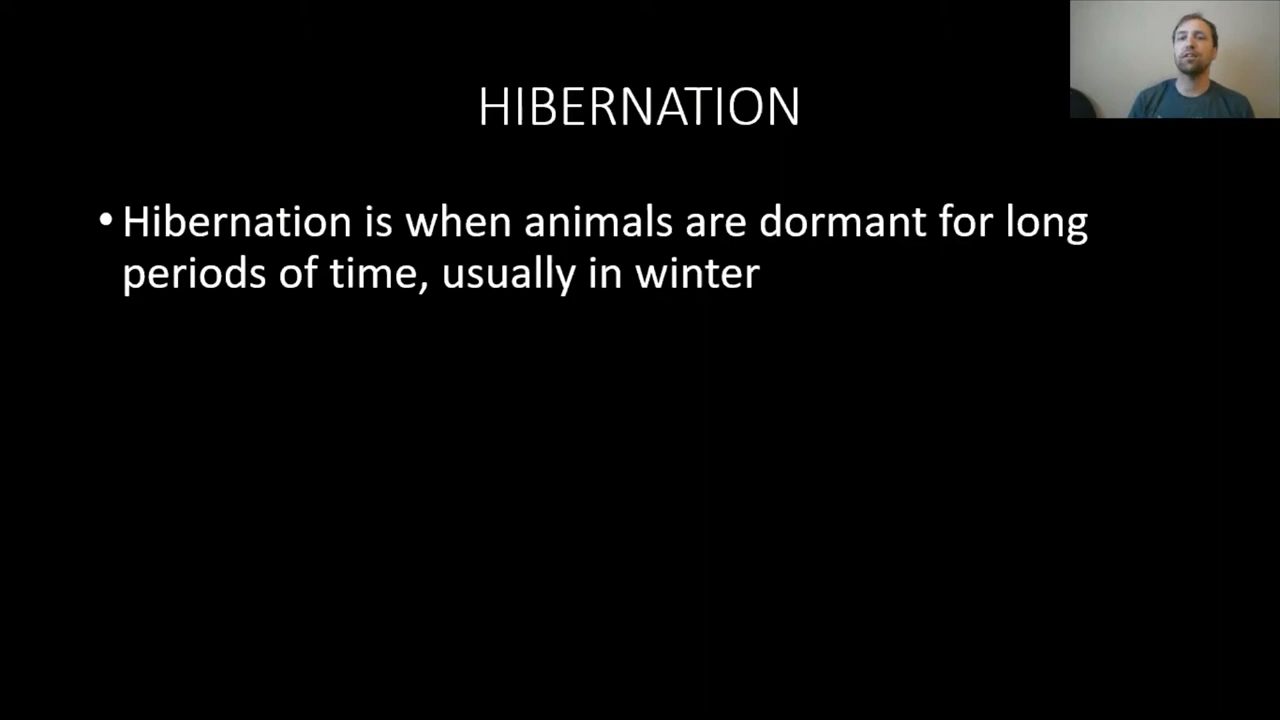 HIBERNATION
• Hibernation is when animals are dormant for long
periods of time, usually in winter